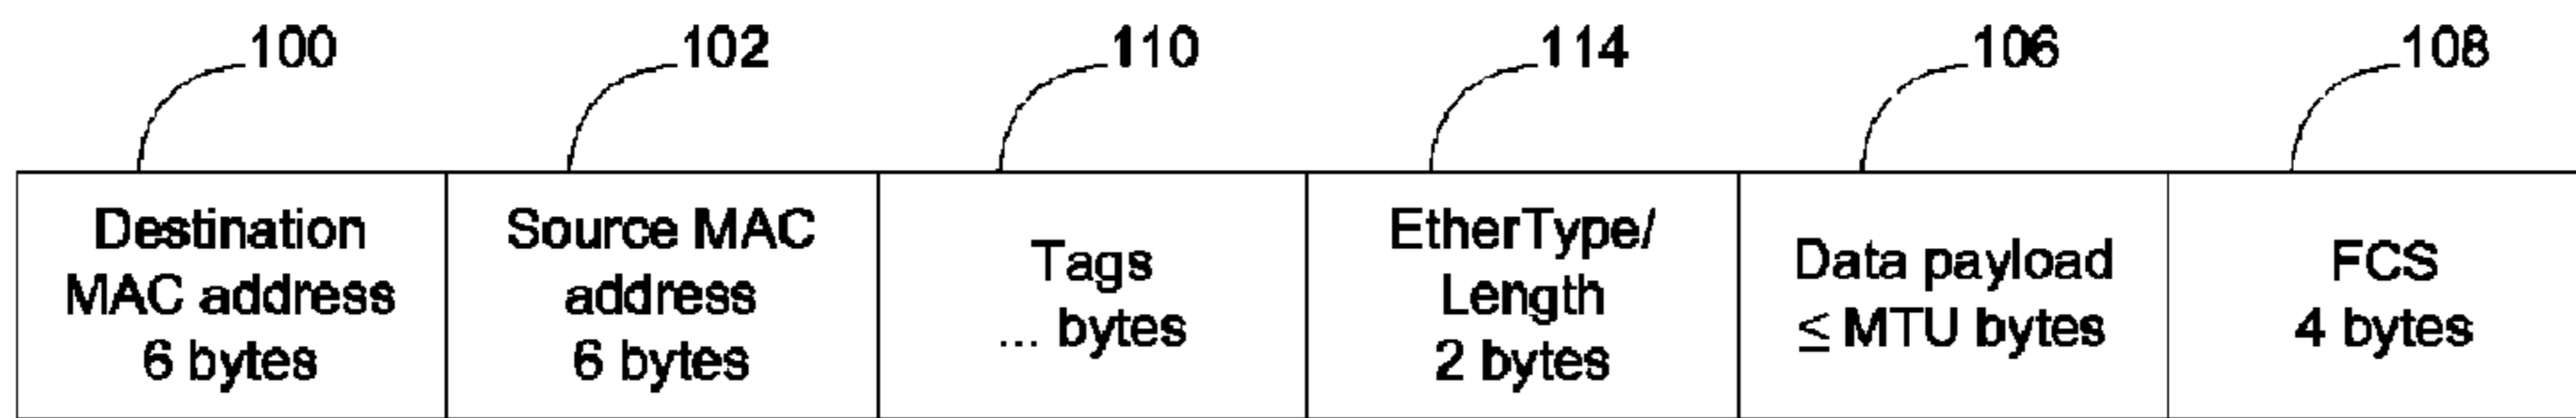 100 102 110 114 106 108
Destination
MAC address
6 bytes
Source MAC
address
6 bytes
Tags
... bytes
EtherType/
Length
2 bytes
Data payload
≤ MTU bytes
FCS
4 bytes